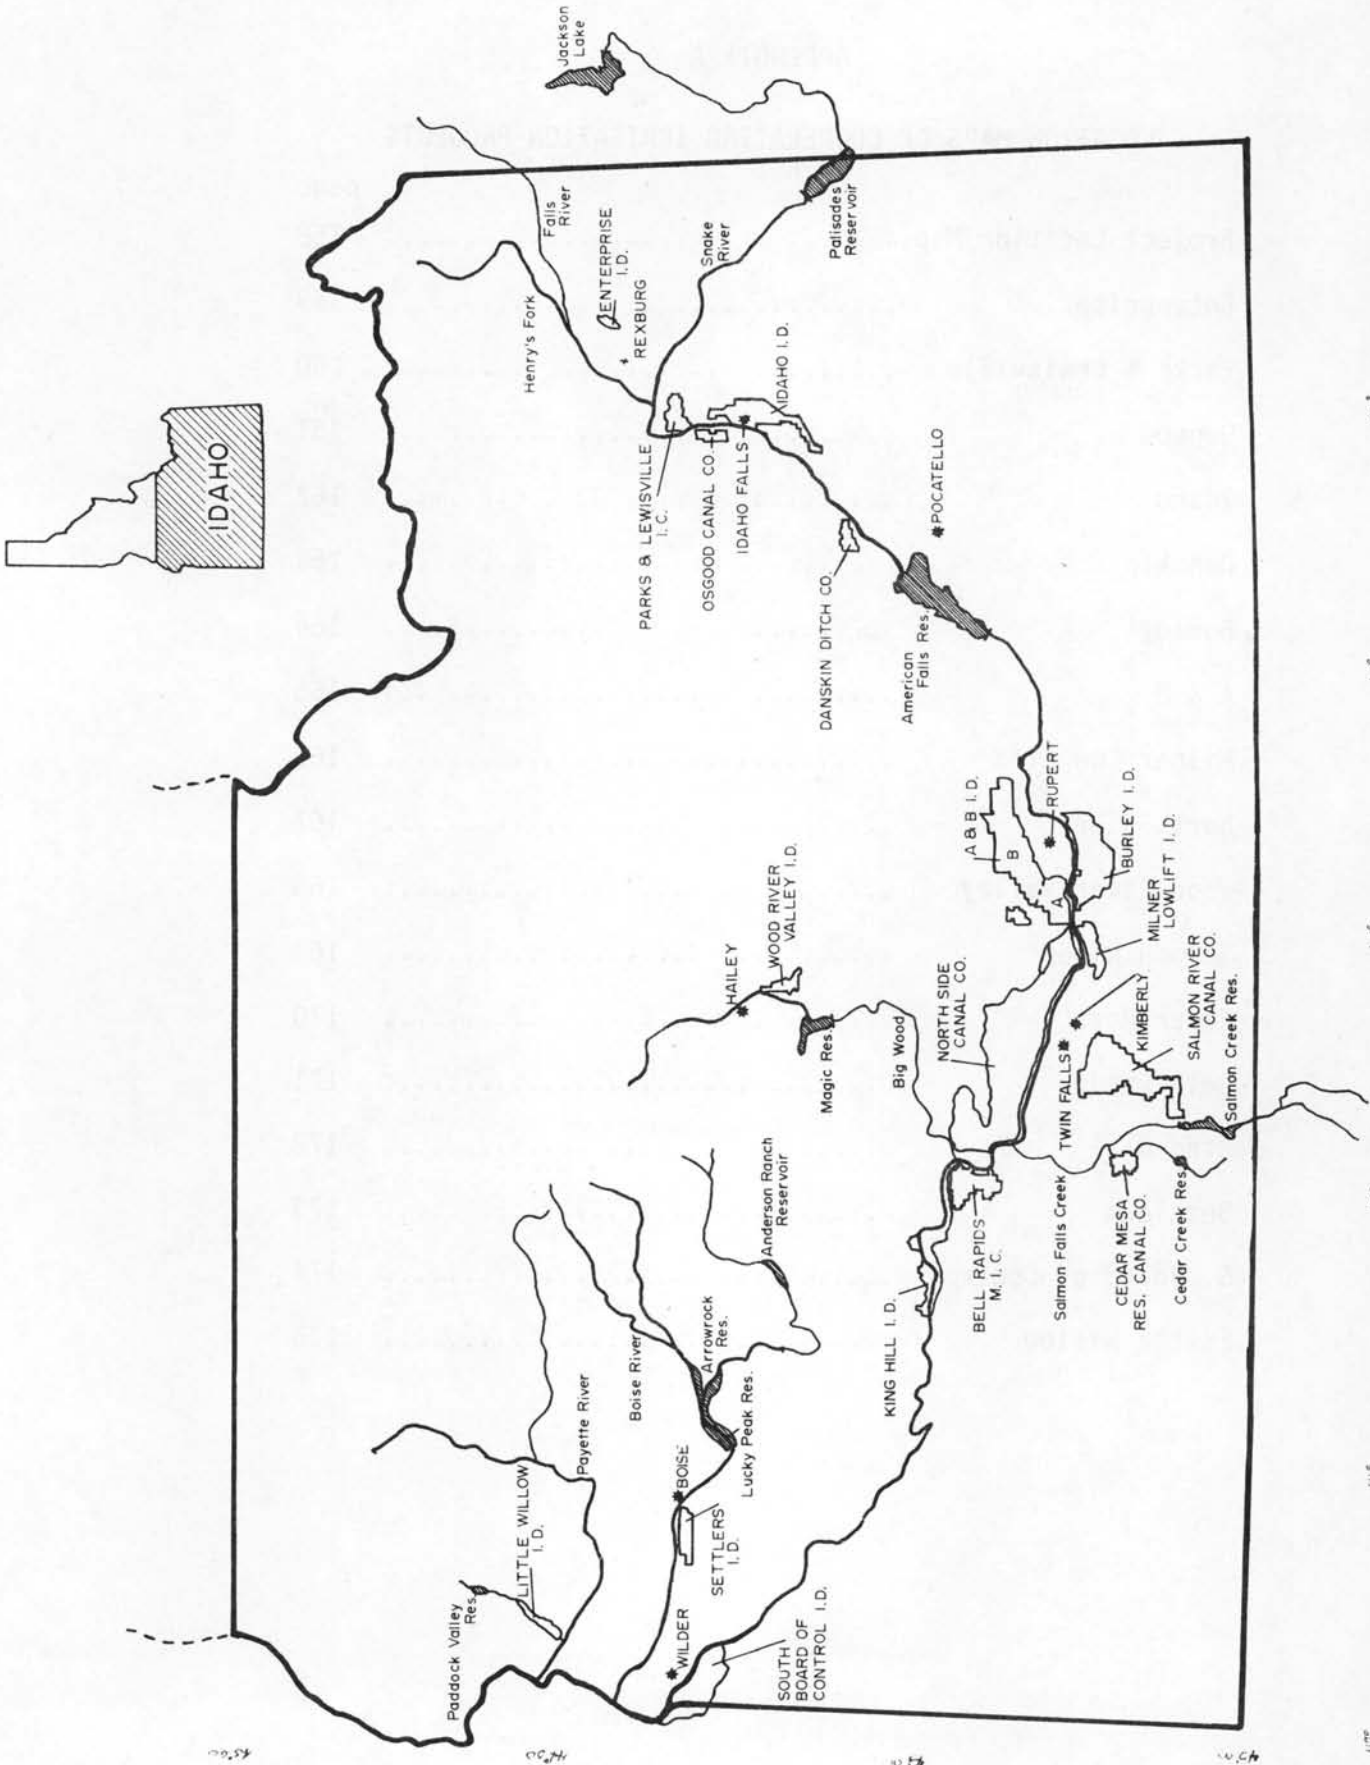 IDAHO
Jackson
Lake
Falls
River
Henry's Fork
ENTERPRISE
I.D.
REXBURG
Snake
River
Palisades
Reservoir
PARKS & LEWISVILLE
I.C.
OSGOOD CANAL CO.
IDAHO FALLS
IDAHO I.D.
DANSKIN DITCH CO.
POCATELLO
American
Falls Res.
A & B I.D.
B
A
RUPERT
BURLEY I.D.
MILNER
LOWLIFT I.D.
HAILEY
WOOD RIVER
VALLEY I.D.
Magic Res.
Big Wood
NORTH SIDE
CANAL CO.
KIMBERLY
TWIN FALLS
SALMON RIVER
CANAL CO.
Salmon Creek Res.
Salmon Falls Creek
CEDAR MESA
RES. CANAL CO.
Cedar Creek Res.
Anderson Ranch
Reservoir
BELL RAPIDS
M.I.C.
KING HILL I.D.
Boise River
Arrowrock
Res.
Lucky Peak Res.
Payette River
BOISE
SETTLERS
I.D.
LITTLE WILLOW
I.D.
Paddock Valley
Res.
WILDER
SOUTH
BOARD OF
CONTROL I.D.
45°00
44°00